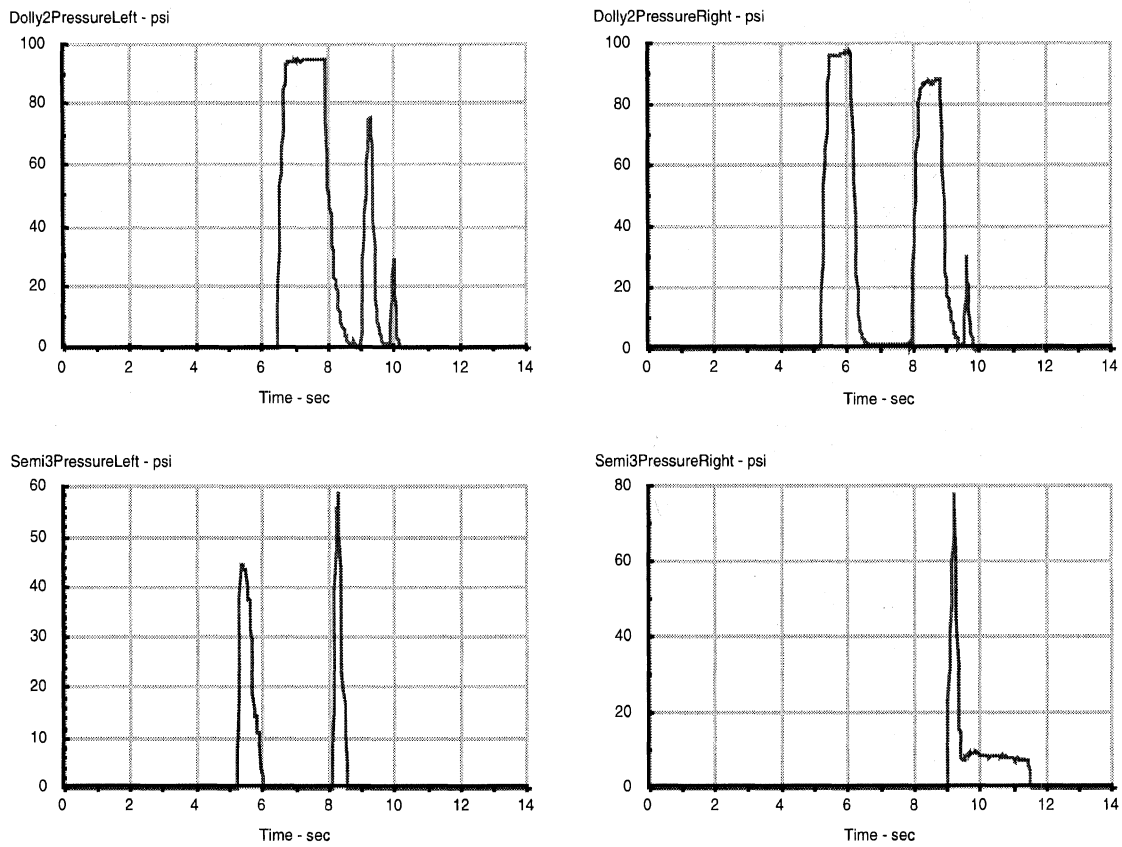 Dolly2PressureLeft - psi
100
80
60
40
20
0
0 2 4 6 8 10 12 14
Time - sec
Dolly2PressureRight - psi
100
80
60
40
20
0
0 2 4 6 8 10 12 14
Time - sec
Semi3PressureLeft - psi
60
50
40
30
20
10
0
0 2 4 6 8 10 12 14
Time - sec
Semi3PressureRight - psi
80
60
40
20
0
0 2 4 6 8 10 12 14
Time - sec